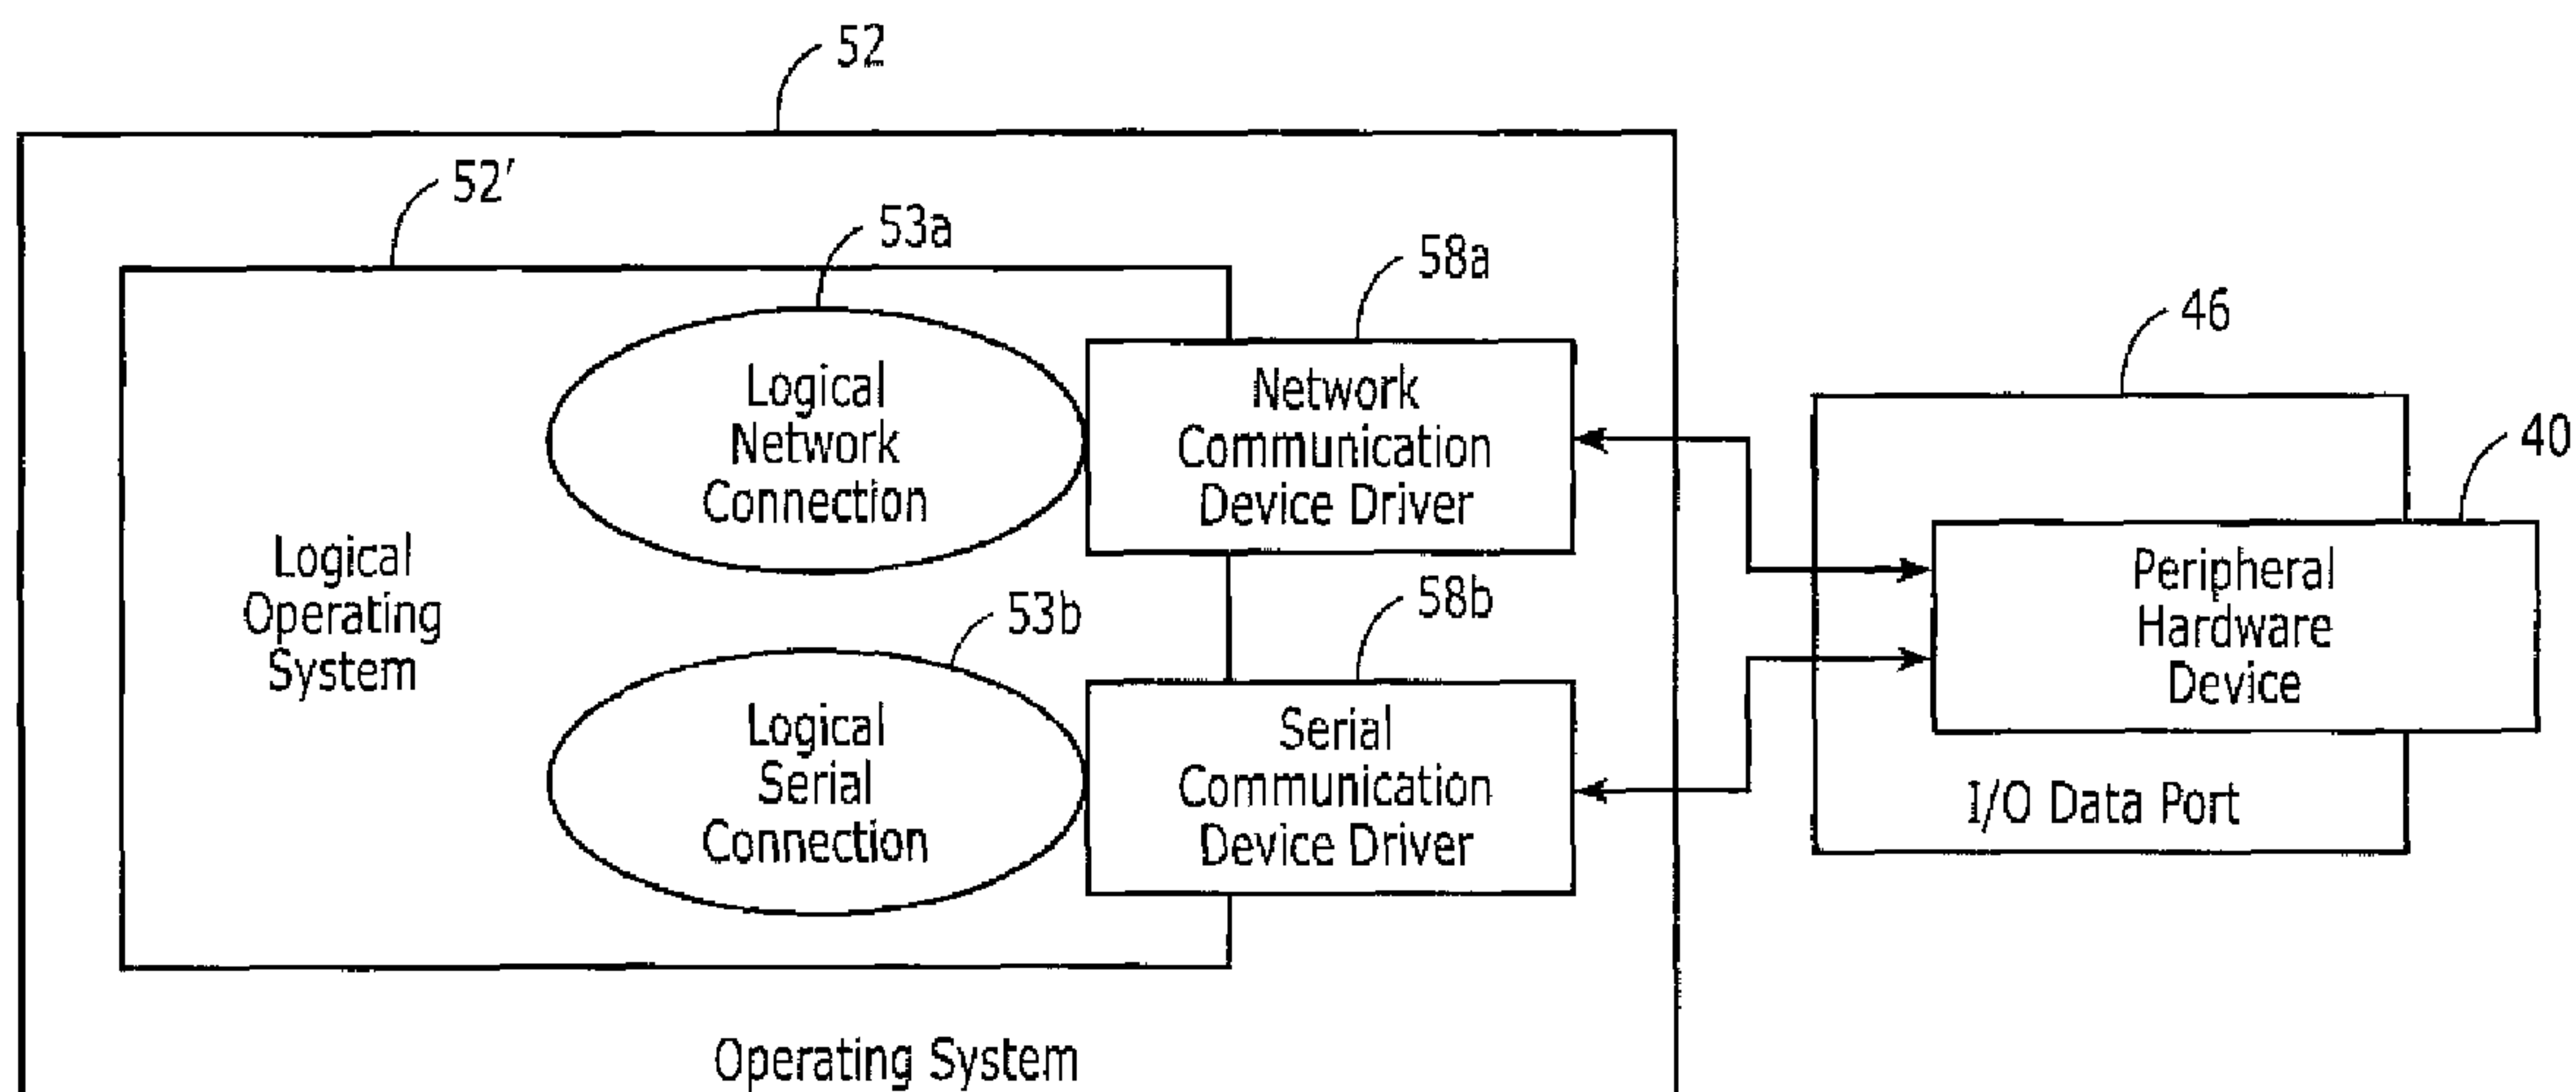 52
52'
53a
58a
46
40
Logical
Network
Connection
Network
Communication
Device Driver
Logical
Operating
System
Peripheral
Hardware
Device
53b
58b
Logical
Serial
Connection
Serial
Communication
Device Driver
I/O Data Port
Operating System